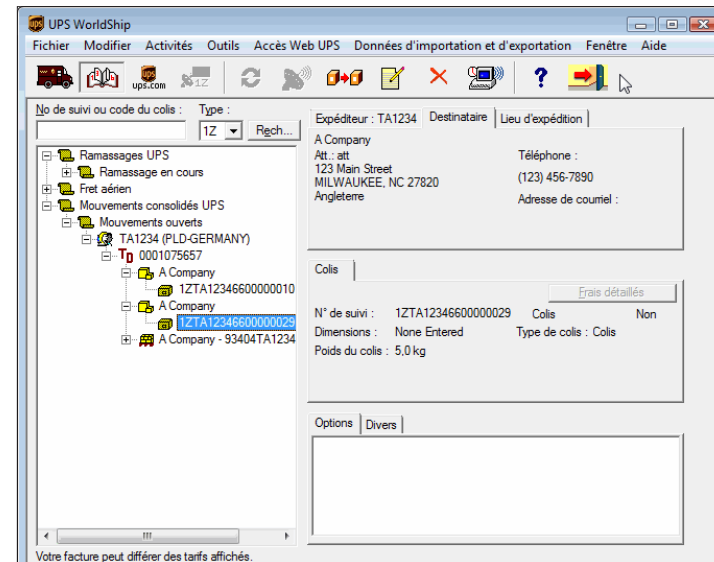 UPS WorldShip
Fichier Modifier Activités Outils Accès Web UPS Données d'importation et d'exportation Fenêtre Aide
ups.com 1Z ?
No de suivi ou code du colis : Type :
1Z Rech...
Ramassages UPS
Ramassage en cours
Fret aérien
Mouvements consolidés UPS
Mouvements ouverts
TA1234 (PLD-GERMANY)
TD 0001075657
A Company
1ZTA12346600000010
A Company
1ZTA12346600000029
A Company - 93404TA1234
Expéditeur : TA1234 Destinataire Lieu d'expédition
A Company
Att.: att Téléphone :
123 Main Street
MILWAUKEE, NC 27820 (123) 456-7890
Angleterre Adresse de courriel :
Colis
Frais détaillés
N° de suivi : 1ZTA12346600000029 Colis Non
Dimensions : None Entered Type de colis : Colis
Poids du colis : 5,0 kg
Options Divers
Votre facture peut différer des tarifs affichés.